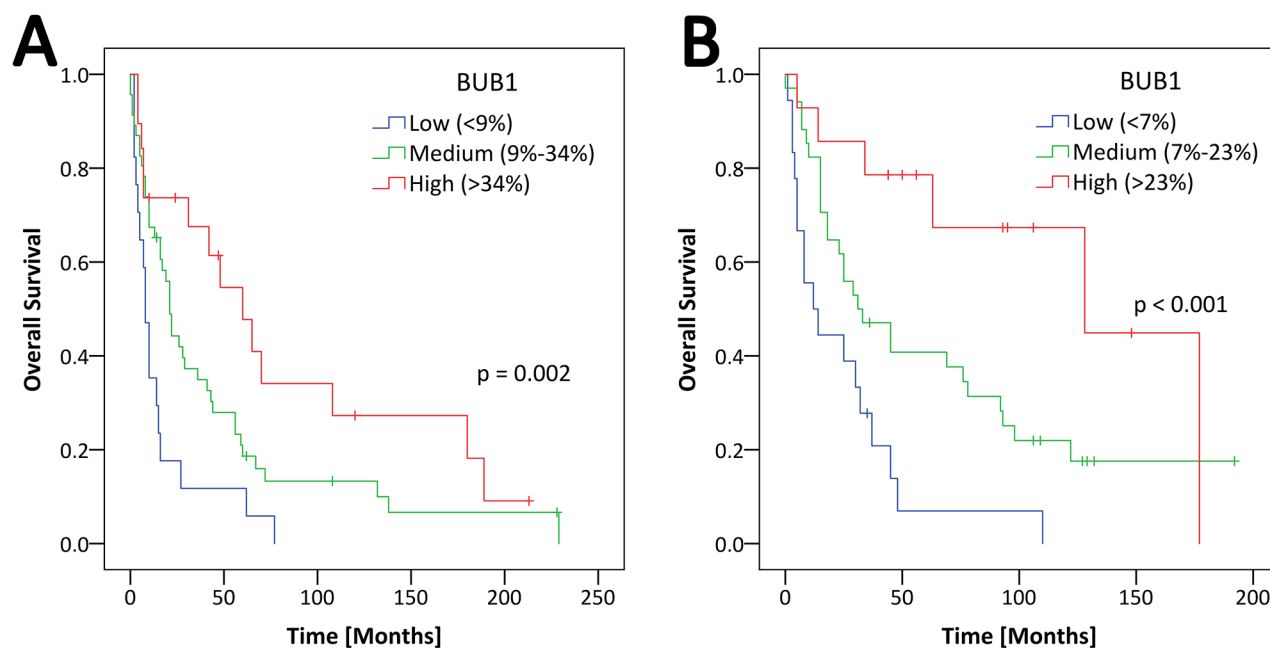 A
BUB1
Low (<9%)
Medium (9%-34%)
High (>34%)
p = 0.002
Overall Survival
1.0
0.8
0.6
0.4
0.2
0.0
0 50 100 150 200 250
Time [Months]
B
BUB1
Low (<7%)
Medium (7%-23%)
High (>23%)
p < 0.001
Overall Survival
1.0
0.8
0.6
0.4
0.2
0.0
0 50 100 150 200
Time [Months]